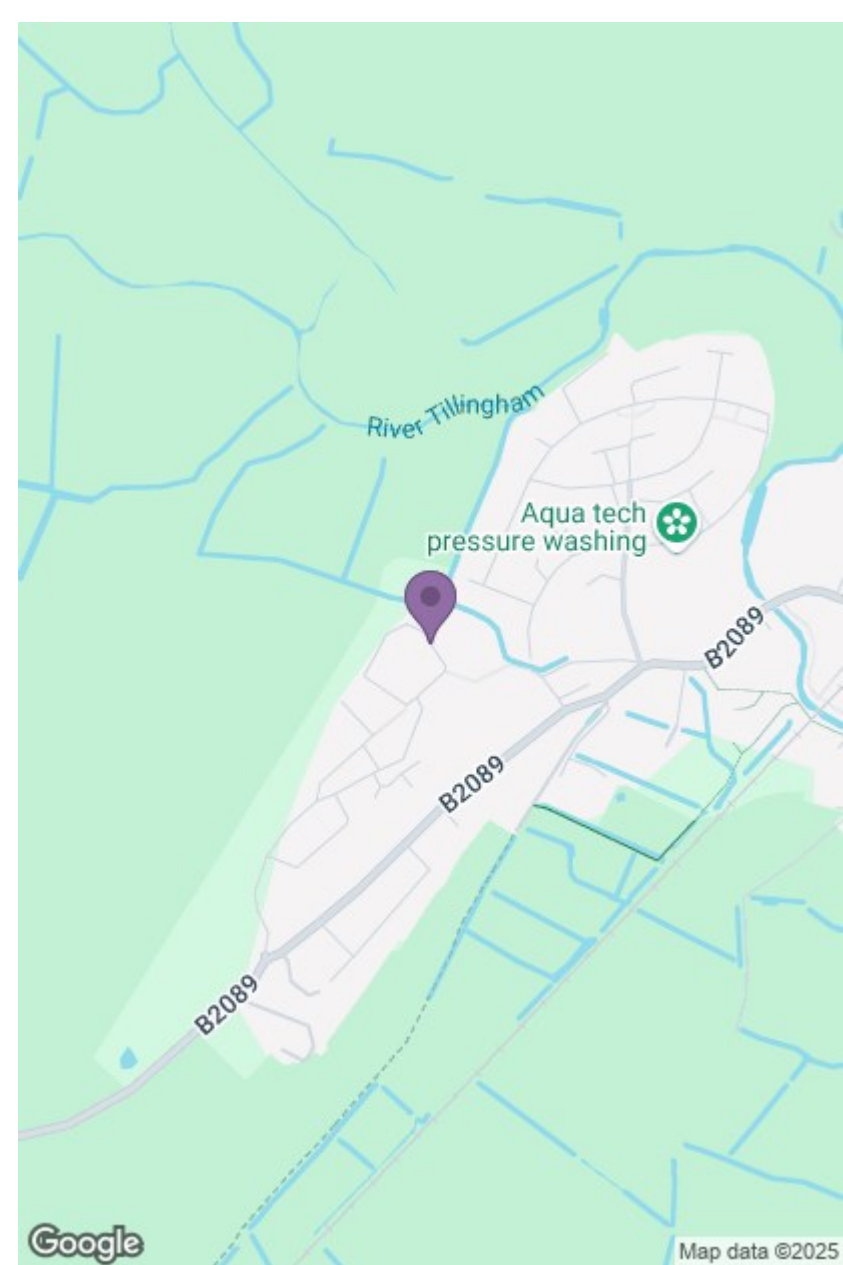 River Tillingham
Aqua tech
pressure washing
B2089
B2089
B2089
Google
Map data ©2025